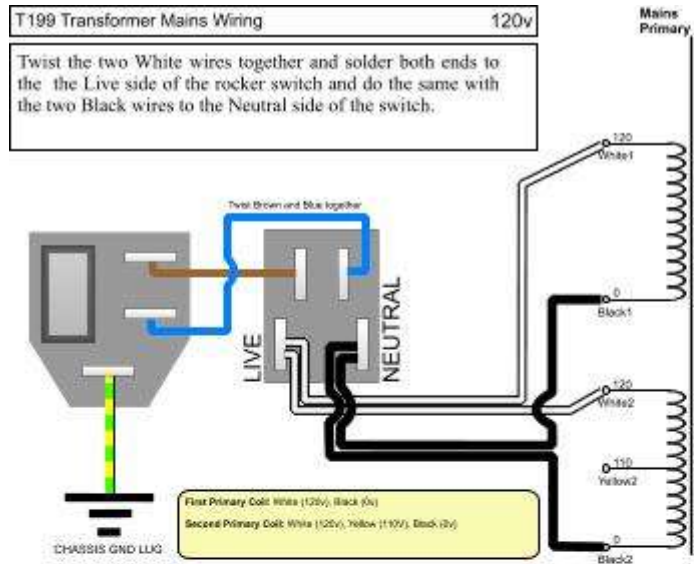 T199 Transformer Mains Wiring 120v
Mains
Primary
Twist the two White wires together and solder both ends to
the the Live side of the rocker switch and do the same with
the two Black wires to the Neutral side of the switch.
120
White1
Twist Brown and Blue together
0
Black1
LIVE
NEUTRAL
120
White2
110
Yellow2
First Primary Coil: White (120v), Black (0v)
Second Primary Coil: White (120v), Yellow (110V), Black (0v)
0
Black2
CHASSIS GND LUG